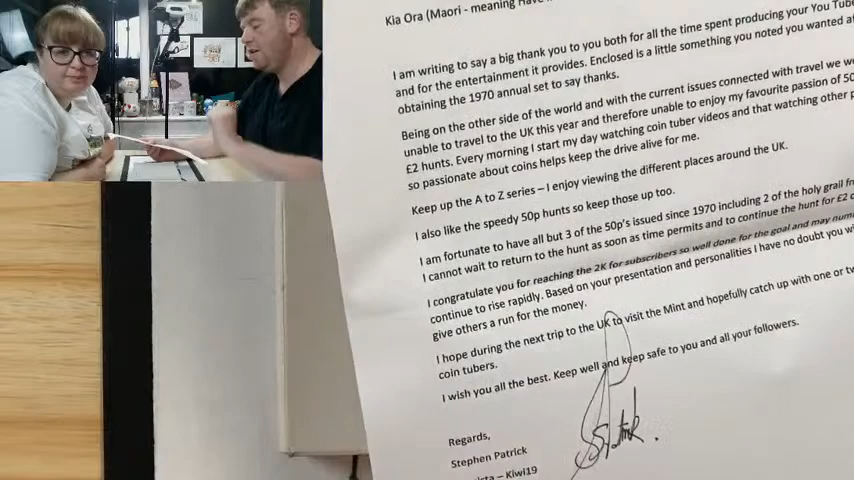 Kia Ora (Maori - meaning Have
I am writing to say a big thank you to you both for all the time spent producing your You Tube
and for the entertainment it provides. Enclosed is a little something you noted you wanted
obtaining the 1970 annual set to say thanks.
Being on the other side of the world and with the current issues connected with travel we
unable to travel to the UK this year and therefore unable to enjoy my favourite passion of
£2 hunts. Every morning I start my day watching coin tuber videos and that watching other
so passionate about coins helps keep the drive alive for me.
Keep up the A to Z series – I enjoy viewing the different places around the UK.
I also like the speedy 50p hunts so keep those up too.
I am fortunate to have all but 3 of the 50p's issued since 1970 including 2 of the holy grail
I cannot wait to return to the hunt as soon as time permits and to continue the hunt for £2
I congratulate you for reaching the 2K for subscribers so well done for the goal and may
continue to rise rapidly. Based on your presentation and personalities I have no doubt you
give others a run for the money.
I hope during the next trip to the UK to visit the Mint and hopefully catch up with one or
coin tubers.
I wish you all the best. Keep well and keep safe to you and all your followers.
Regards,
Stephen Patrick
– Kiwi19